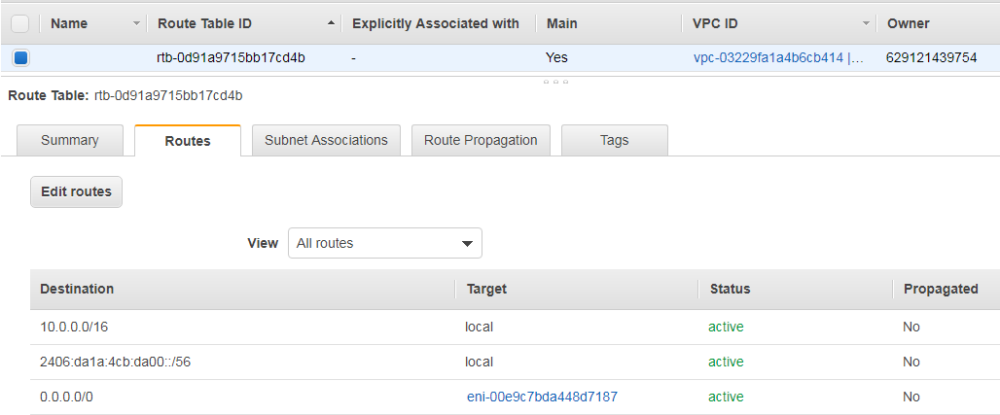 Name Route Table ID Explicitly Associated with Main VPC ID Owner
rtb-0d91a9715bb17cd4b - Yes vpc-03229fa1a4b6cb414 |... 629121439754
Route Table: rtb-0d91a9715bb17cd4b
Summary Routes Subnet Associations Route Propagation Tags
Edit routes
View All routes
Destination Target Status Propagated
10.0.0.0/16 local active No
2406:da1a:4cb:da00::/56 local active No
0.0.0.0/0 eni-00e9c7bda448d7187 active No